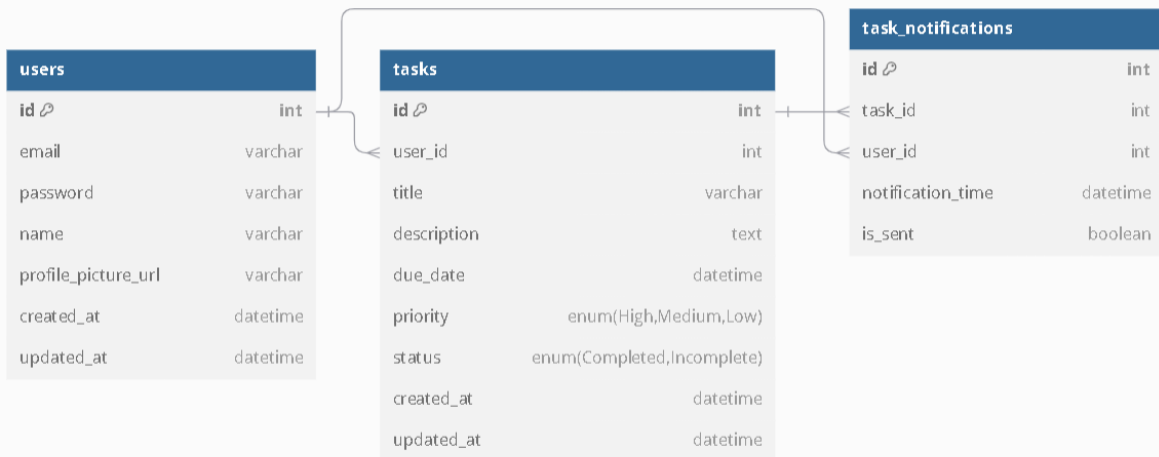 users
id int
email varchar
password varchar
name varchar
profile_picture_url varchar
created_at datetime
updated_at datetime
tasks
id int
user_id int
title varchar
description text
due_date datetime
priority enum(High,Medium,Low)
status enum(Completed,Incomplete)
created_at datetime
updated_at datetime
task_notifications
id int
task_id int
user_id int
notification_time datetime
is_sent boolean